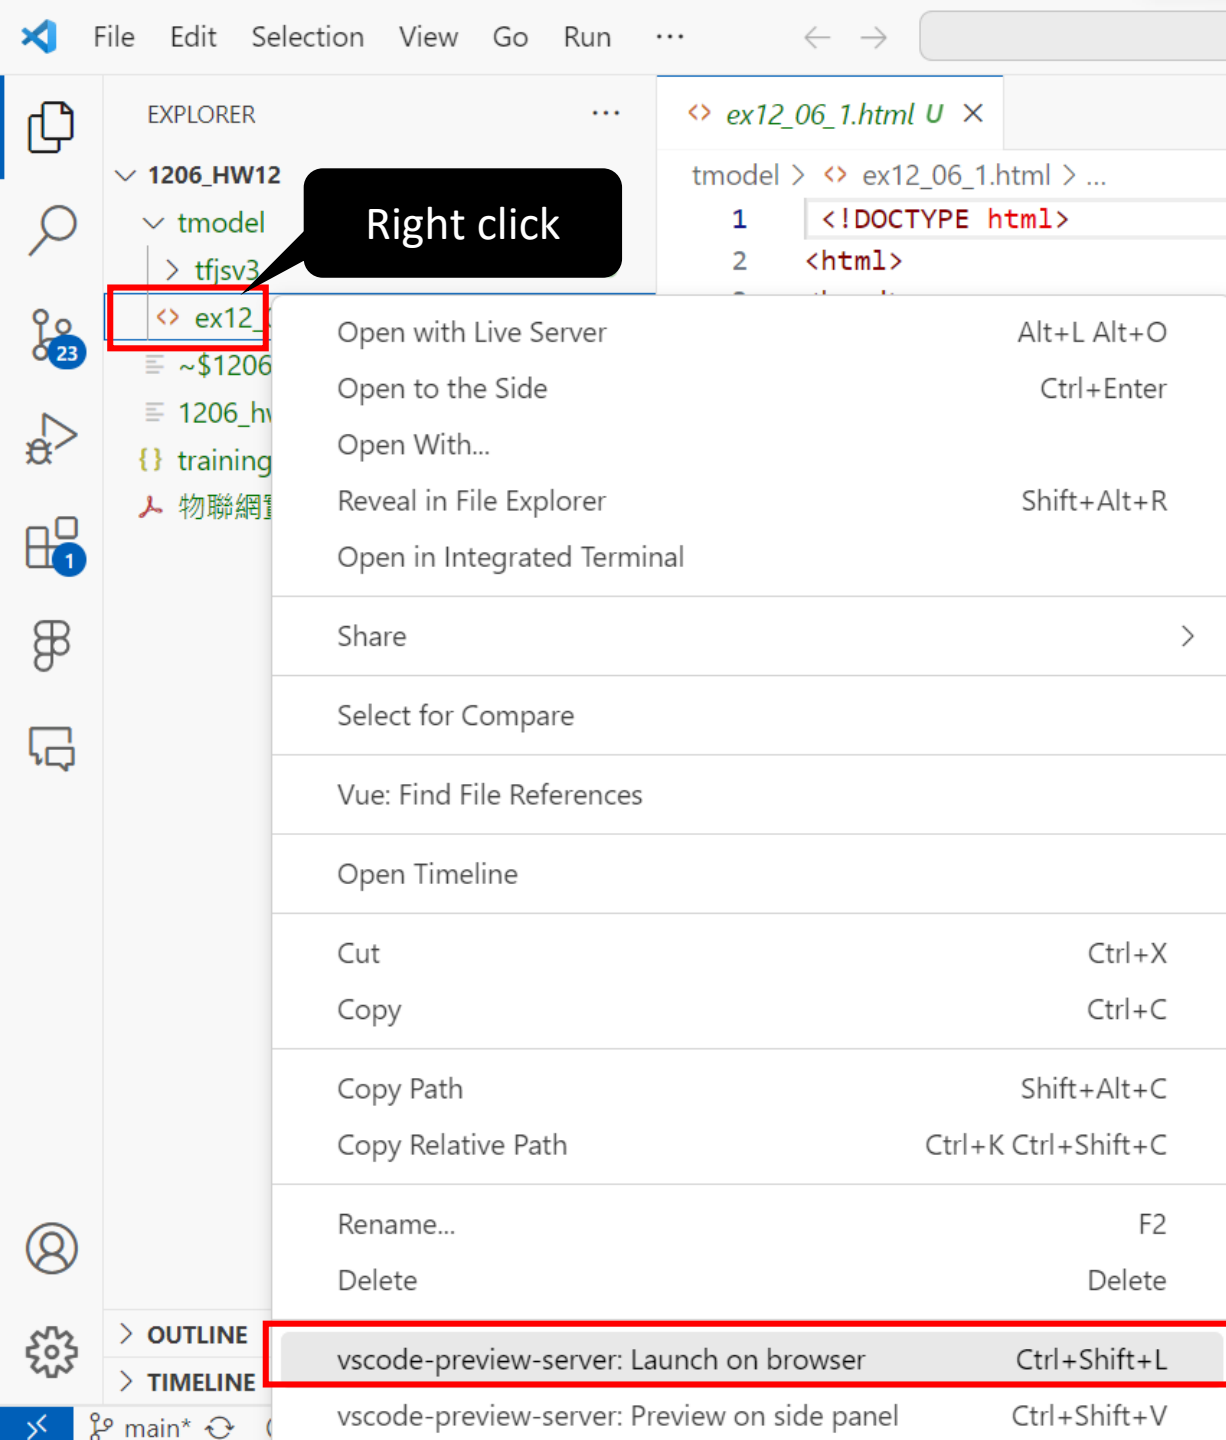 File Edit Selection View Go Run ...
EXPLORER ...
ex12_06_1.html U
1206_HW12
tmodel > ex12_06_1.html > ...
Right click
tmodel
1 <!DOCTYPE html>
tfjsv3
2 <html>
ex12_
23
~$1206
1206_hw
{} training
物聯網
1
Open with Live Server Alt+L Alt+O
Open to the Side Ctrl+Enter
Open With...
Reveal in File Explorer Shift+Alt+R
Open in Integrated Terminal
Share
Select for Compare
Vue: Find File References
Open Timeline
Cut Ctrl+X
Copy Ctrl+C
Copy Path Shift+Alt+C
Copy Relative Path Ctrl+K Ctrl+Shift+C
Rename... F2
Delete Delete
vscode-preview-server: Launch on browser Ctrl+Shift+L
vscode-preview-server: Preview on side panel Ctrl+Shift+V
OUTLINE
TIMELINE
main*